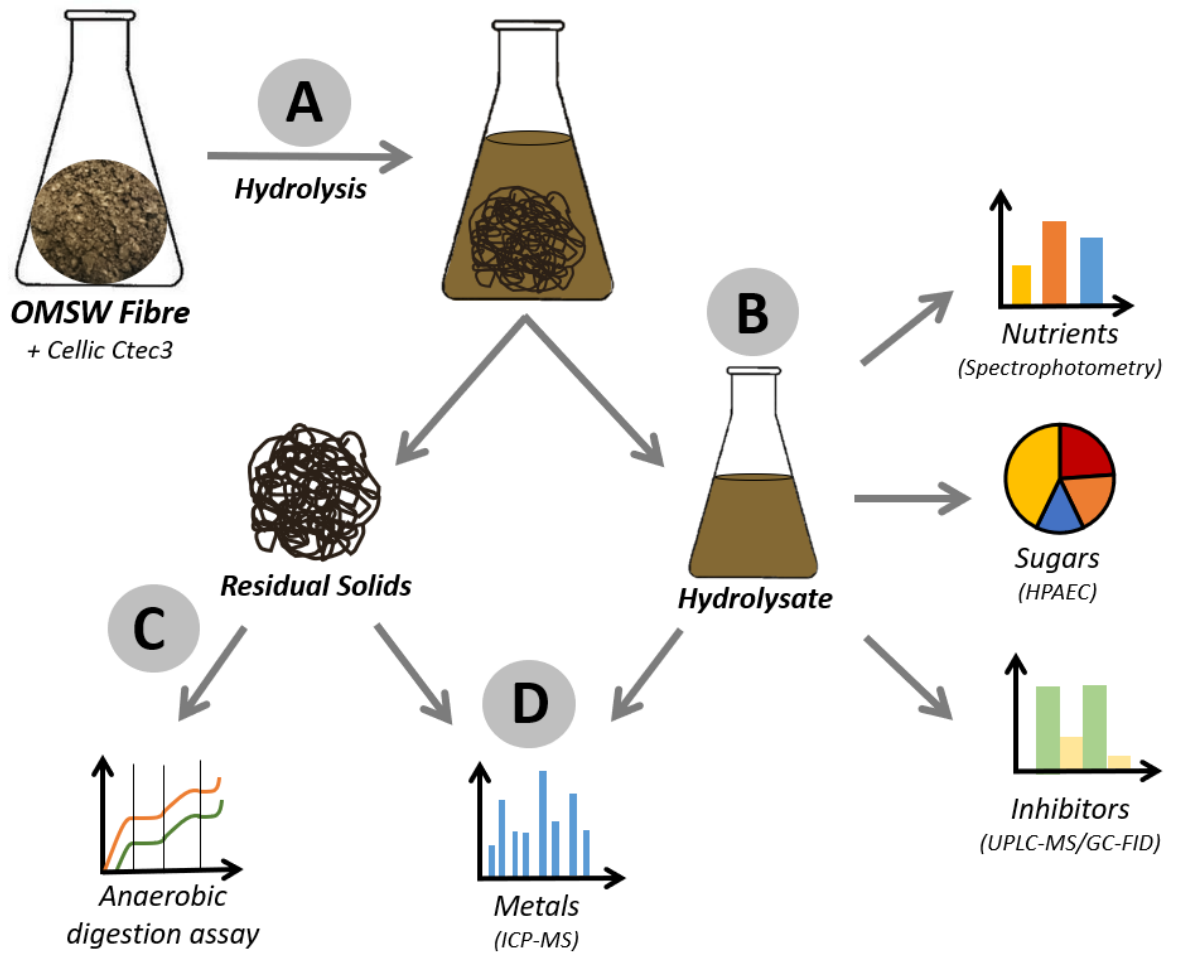 A
Hydrolysis
OMSW Fibre
+ Cellic Ctec3
B
Nutrients
(Spectrophotometry)
Sugars
(HPAEC)
Residual Solids
Hydrolysate
C
D
Inhibitors
(UPLC-MS/GC-FID)
Anaerobic
digestion assay
Metals
(ICP-MS)